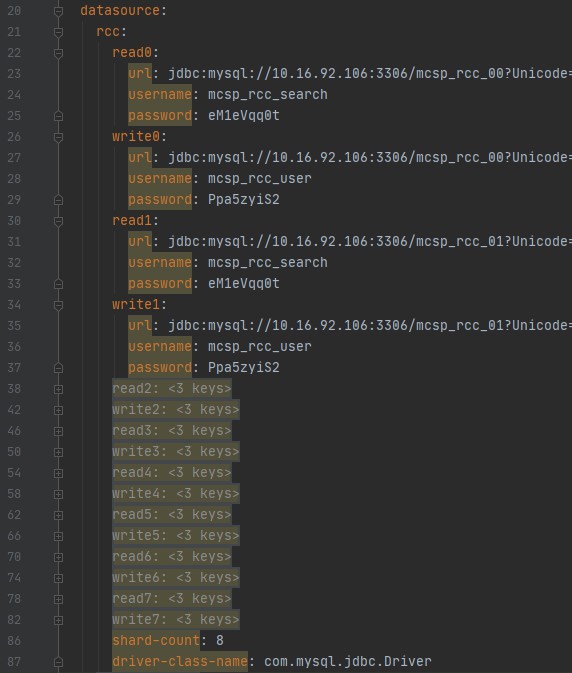 20 datasource:
21 rcc:
22 read0:
23 url: jdbc:mysql://10.16.92.106:3306/mcsp_rcc_00?Unicode=
24 username: mcsp_rcc_search
25 password: eM1eVqq0t
26 write0:
27 url: jdbc:mysql://10.16.92.106:3306/mcsp_rcc_00?Unicode=
28 username: mcsp_rcc_user
29 password: Ppa5zyiS2
30 read1:
31 url: jdbc:mysql://10.16.92.106:3306/mcsp_rcc_01?Unicode=
32 username: mcsp_rcc_search
33 password: eM1eVqq0t
34 write1:
35 url: jdbc:mysql://10.16.92.106:3306/mcsp_rcc_01?Unicode=
36 username: mcsp_rcc_user
37 password: Ppa5zyiS2
38 read2: <3 keys>
42 write2: <3 keys>
46 read3: <3 keys>
50 write3: <3 keys>
54 read4: <3 keys>
58 write4: <3 keys>
62 read5: <3 keys>
66 write5: <3 keys>
70 read6: <3 keys>
74 write6: <3 keys>
78 read7: <3 keys>
82 write7: <3 keys>
86 shard-count: 8
87 driver-class-name: com.mysql.jdbc.Driver